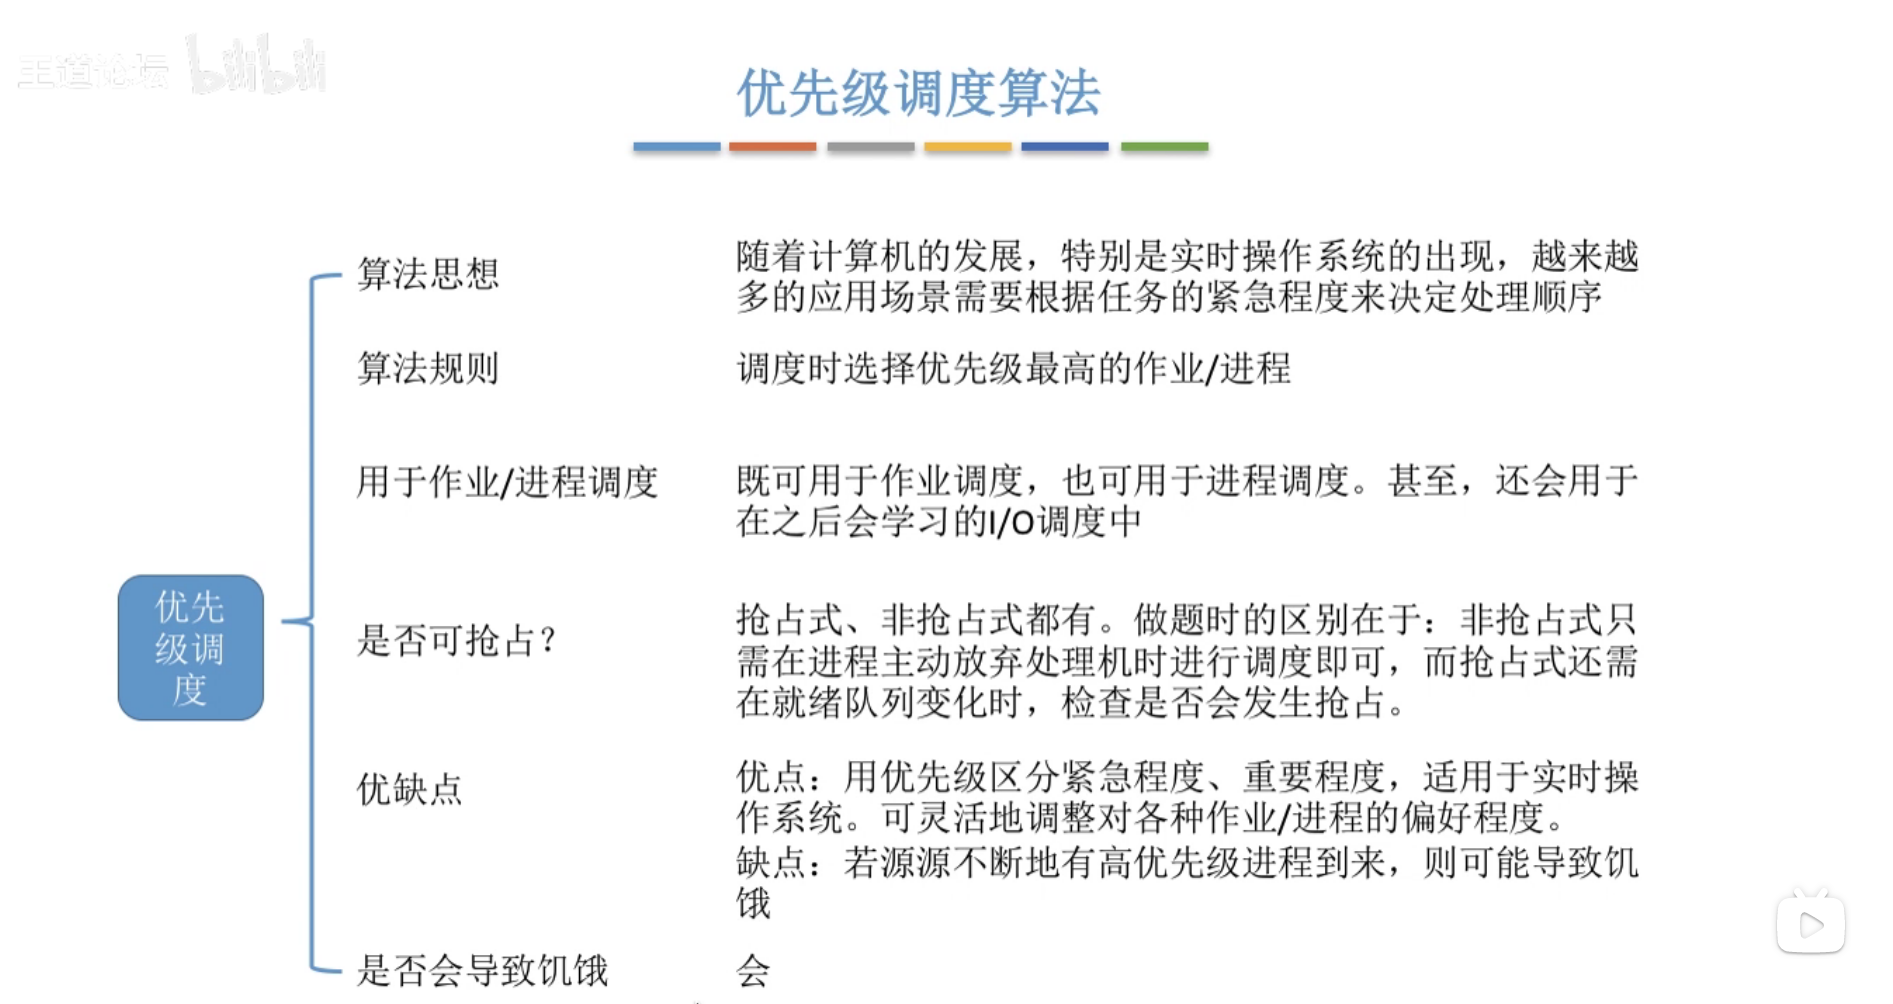 王道论坛 bilibili
优先级调度算法
算法思想
随着计算机的发展，特别是实时操作系统的出现，越来越
多的应用场景需要根据任务的紧急程度来决定处理顺序
算法规则
调度时选择优先级最高的作业/进程
用于作业/进程调度
既可用于作业调度，也可用于进程调度。甚至，还会用于
在之后会学习的I/O调度中
优先
级调
度
是否可抢占？
抢占式、非抢占式都有。做题时的区别在于：非抢占式只
需在进程主动放弃处理机时进行调度即可，而抢占式还需
在就绪队列变化时，检查是否会发生抢占。
优缺点
优点：用优先级区分紧急程度、重要程度，适用于实时操
作系统。可灵活地调整对各种作业/进程的偏好程度。
缺点：若源源不断地有高优先级进程到来，则可能导致饥
饿
是否会导致饥饿
会